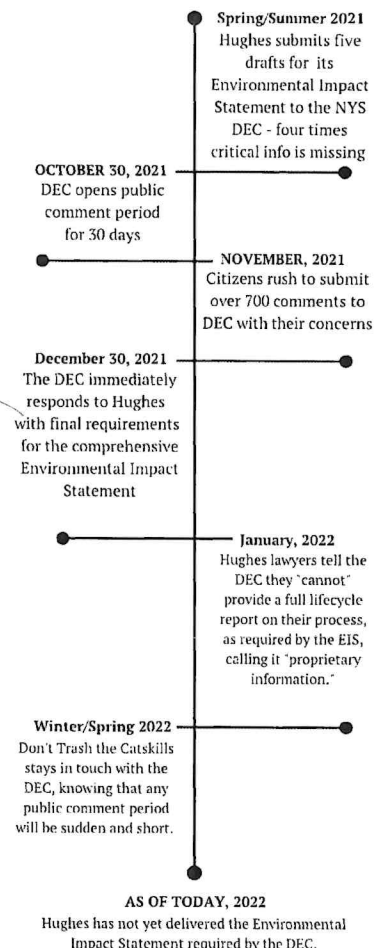 Spring/Summer 2021
Hughes submits five
drafts for its
Environmental Impact
Statement to the NYS
DEC - four times
critical info is missing
OCTOBER 30, 2021
DEC opens public
comment period
for 30 days
NOVEMBER, 2021
Citizens rush to submit
over 700 comments to
DEC with their concerns
December 30, 2021
The DEC immediately
responds to Hughes
with final requirements
for the comprehensive
Environmental Impact
Statement
January, 2022
Hughes lawyers tell the
DEC they "cannot"
provide a full lifecycle
report on their process,
as required by the EIS,
calling it "proprietary
information."
Winter/Spring 2022
Don't Trash the Catskills
stays in touch with the
DEC, knowing that any
public comment period
will be sudden and short.
AS OF TODAY, 2022
Hughes has not yet delivered the Environmental
Impact Statement required by the DEC.